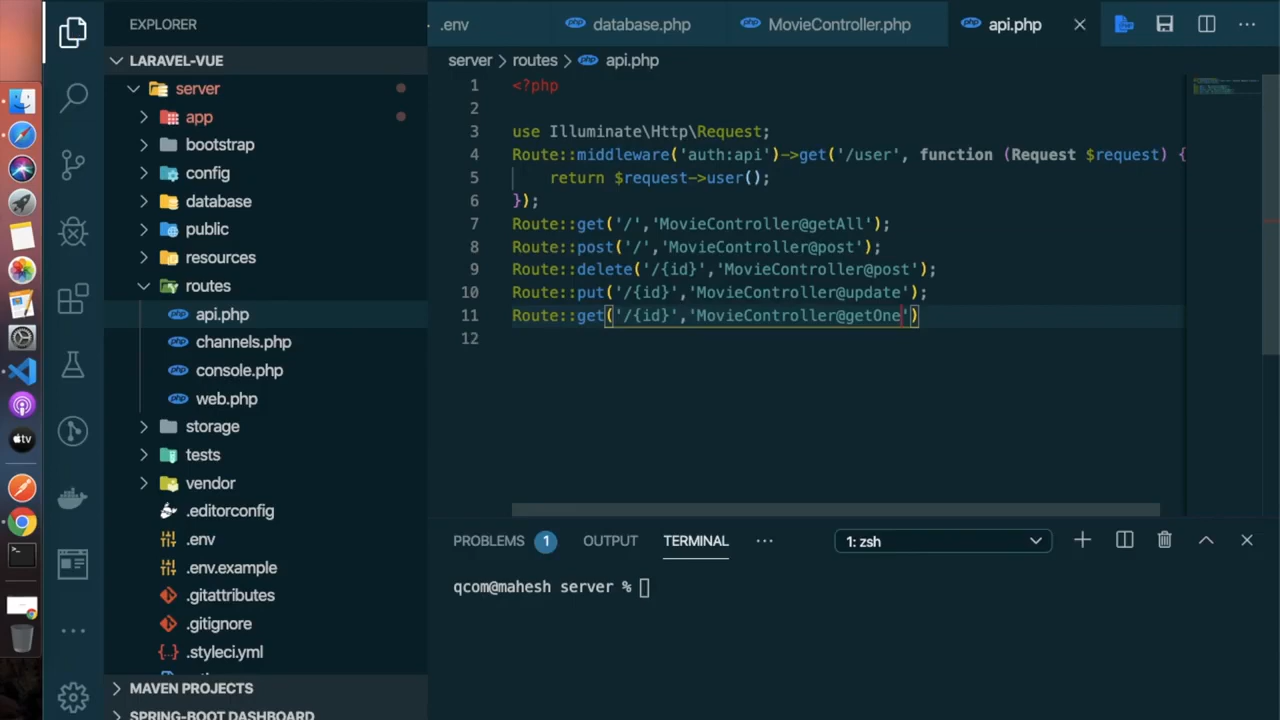 EXPLORER
.env
database.php
MovieController.php
api.php
LARAVEL-VUE
server
app
bootstrap
config
database
public
resources
routes
api.php
channels.php
console.php
web.php
storage
tests
vendor
.editorconfig
.env
.env.example
.gitattributes
.gitignore
.styleci.yml
MAVEN PROJECTS
SPRING-BOOT DASHBOARD
server > routes > api.php
1 <?php
2
3 use Illuminate\Http\Request;
4 Route::middleware('auth:api')->get('/user', function (Request $request) {
5 return $request->user();
6 });
7 Route::get('/','MovieController@getAll');
8 Route::post('/','MovieController@post');
9 Route::delete('/{id}','MovieController@post');
10 Route::put('/{id}','MovieController@update');
11 Route::get('/{id}','MovieController@getOne')
12
PROBLEMS 1 OUTPUT TERMINAL ··· 1: zsh
qcom@mahesh server %
tv